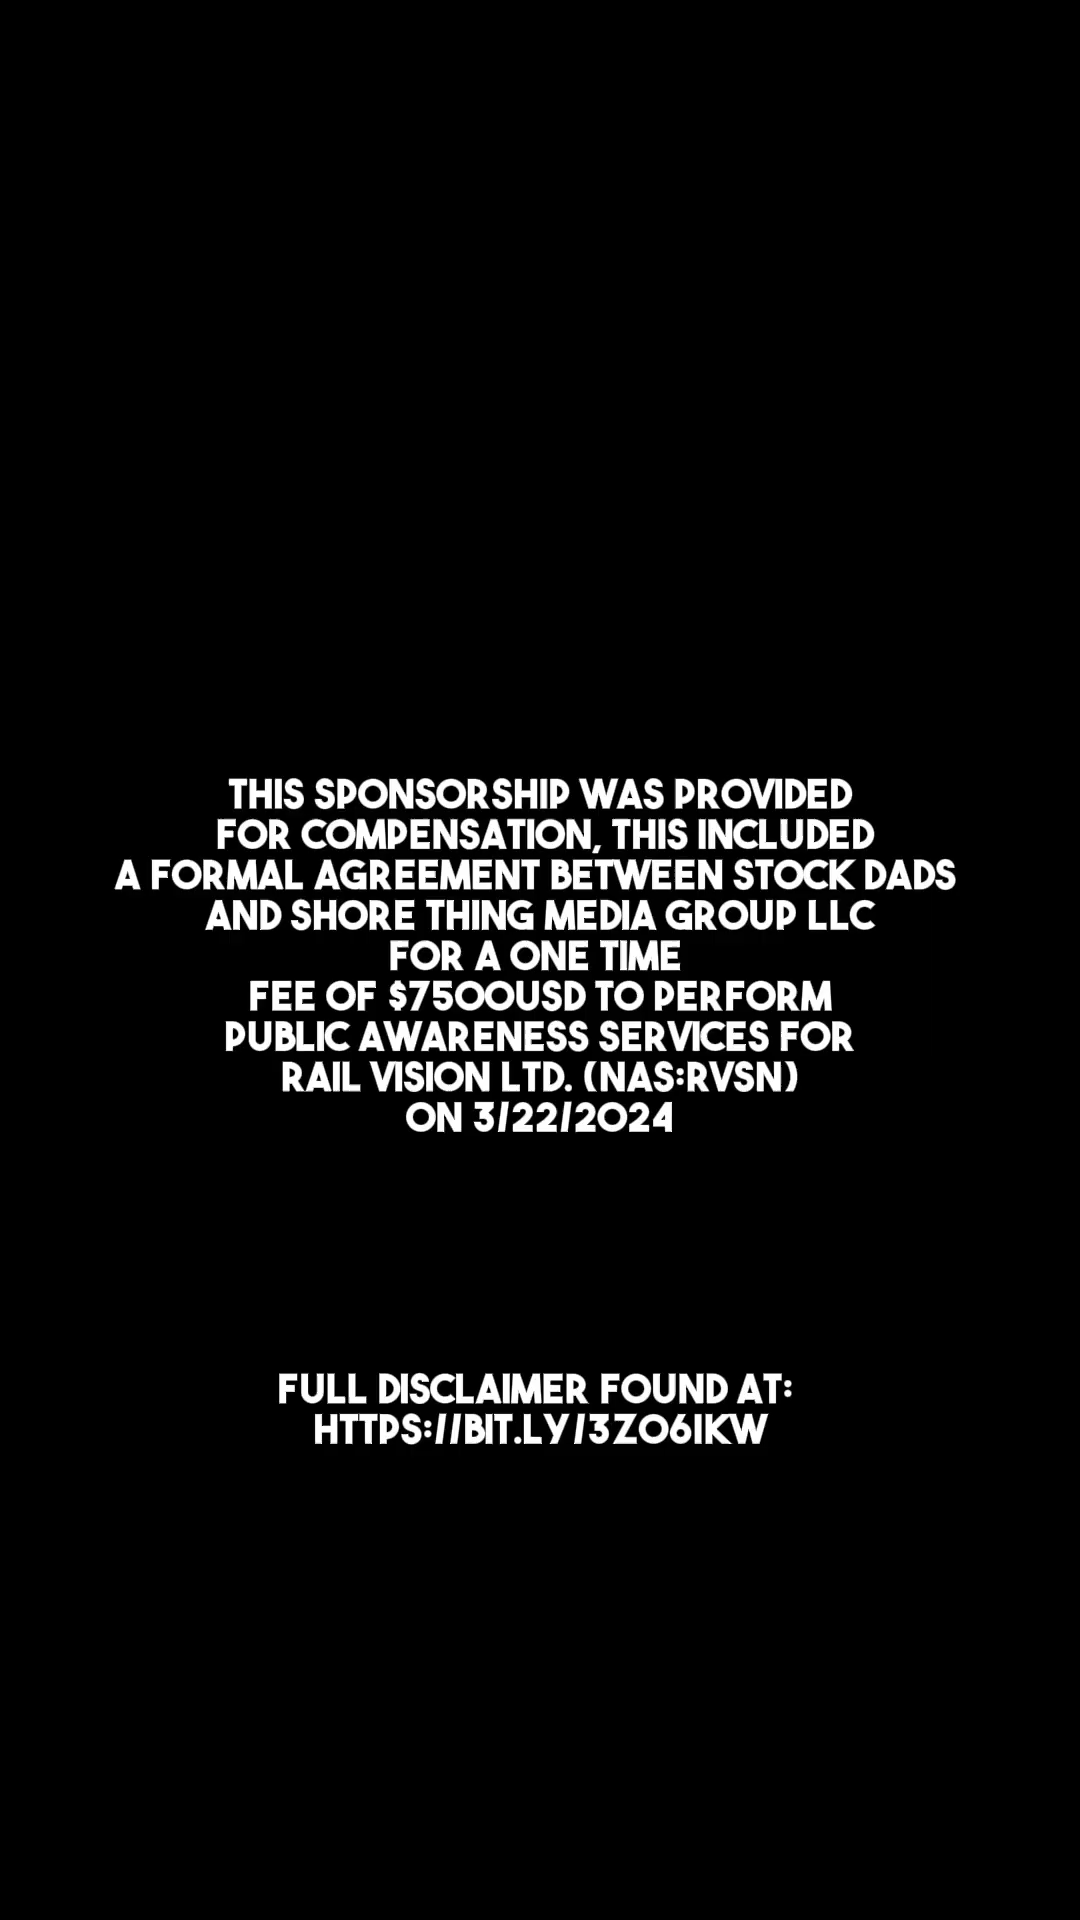 THIS SPONSORSHIP WAS PROVIDED
FOR COMPENSATION, THIS INCLUDED
A FORMAL AGREEMENT BETWEEN STOCK DADS
AND SHORE THING MEDIA GROUP LLC
FOR A ONE TIME
FEE OF $7500USD TO PERFORM
PUBLIC AWARENESS SERVICES FOR
RAIL VISION LTD. (NAS:RVSN)
ON 3/22/2024
FULL DISCLAIMER FOUND AT:
HTTPS://BIT.LY/3ZO6IKW